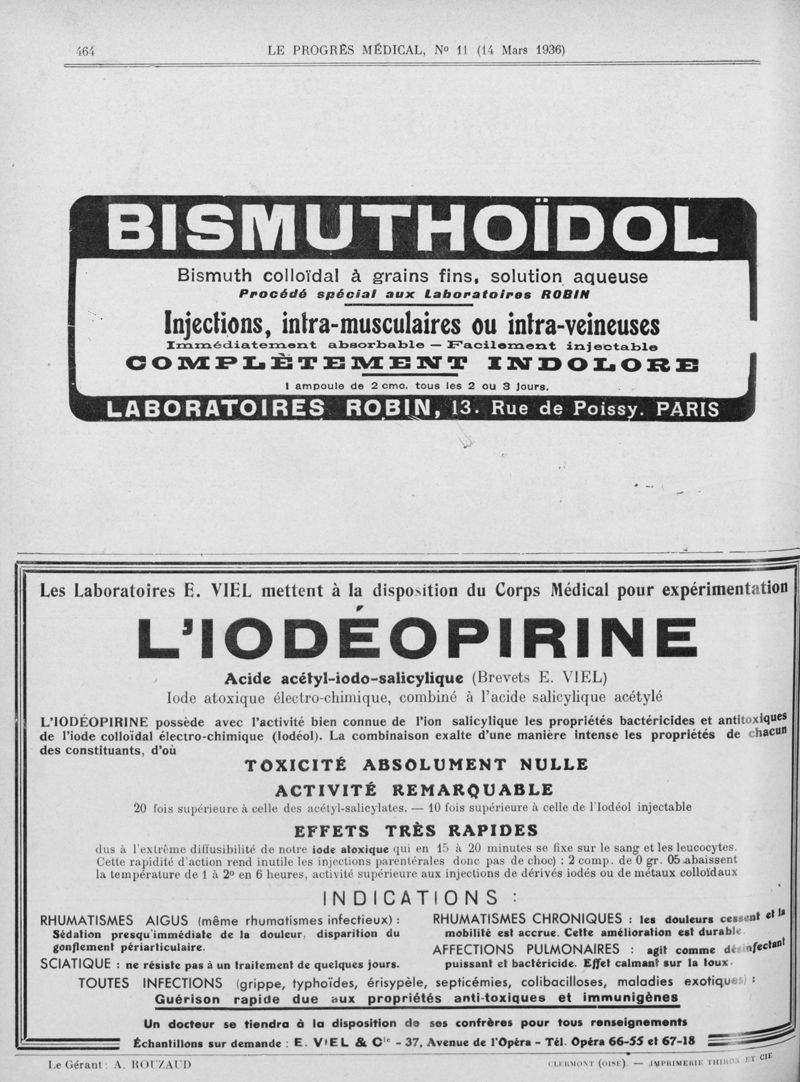 464
LE PROGRÈS MÉDICAL, No 11 (14 Mars 1936)
BISMUTHOÏDOL
Bismuth colloïdal à grains fins, solution aqueuse
Procédé spécial aux Laboratoires ROBIN
Injections, intra-musculaires ou intra-veineuses
Immédiatement absorbable — Facilement injectable
COMPLÈTEMENT INDOLORE
1 ampoule de 2 cmc. tous les 2 ou 3 jours.
LABORATOIRES ROBIN, 13. Rue de Poissy. PARIS
Les Laboratoires E. VIEL mettent à la disposition du Corps Médical pour expérimentation
L'IODÉOPIRINE
Acide acétyl-iodo-salicylique (Brevets E. VIEL)
Iode atoxique électro-chimique, combiné à l'acide salicylique acétylé
L'IODÉOPIRINE possède avec l'activité bien connue de l'ion salicylique les propriétés bactéricides et antitoxiques
de l'iode colloïdal électro-chimique (Iodéol). La combinaison exalte d'une manière intense les propriétés de chacun
des constituants, d'où
TOXICITÉ ABSOLUMENT NULLE
ACTIVITÉ REMARQUABLE
20 fois supérieure à celle des acétyl-salicylates. — 10 fois supérieure à celle de l'Iodéol injectable
EFFETS TRÈS RAPIDES
dus à l'extrême diffusibilité de notre iode atoxique qui en 15 à 20 minutes se fixe sur le sang et les leucocytes.
Cette rapidité d'action rend inutile les injections parentérales donc pas de choc) : 2 comp. de 0 gr. 05 abaissent
la température de 1 à 2º en 6 heures, activité supérieure aux injections de dérivés iodés ou de métaux colloïdaux
INDICATIONS :
RHUMATISMES AIGUS (même rhumatismes infectieux) :
Sédation presqu'immédiate de la douleur, disparition du
gonflement périarticulaire.
SCIATIQUE : ne résiste pas à un traitement de quelques jours.
RHUMATISMES CHRONIQUES : les douleurs cessent et la
mobilité est accrue. Cette amélioration est durable.
AFFECTIONS PULMONAIRES : agit comme désinfectant
puissant et bactéricide. Effet calmant sur la toux.
TOUTES INFECTIONS (grippe, typhoïdes, érisypèle, septicémies, colibacilloses, maladies exotiques) :
Guérison rapide due aux propriétés anti-toxiques et immunigènes
Un docteur se tiendra à la disposition de ses confrères pour tous renseignements
Échantillons sur demande : E. VIEL & Cie - 37, Avenue de l'Opéra - Tél. Opéra 66-55 et 67-18
Le Gérant : A. ROUZAUD
CLERMONT (OISE). — IMPRIMERIE THIRON ET CIE